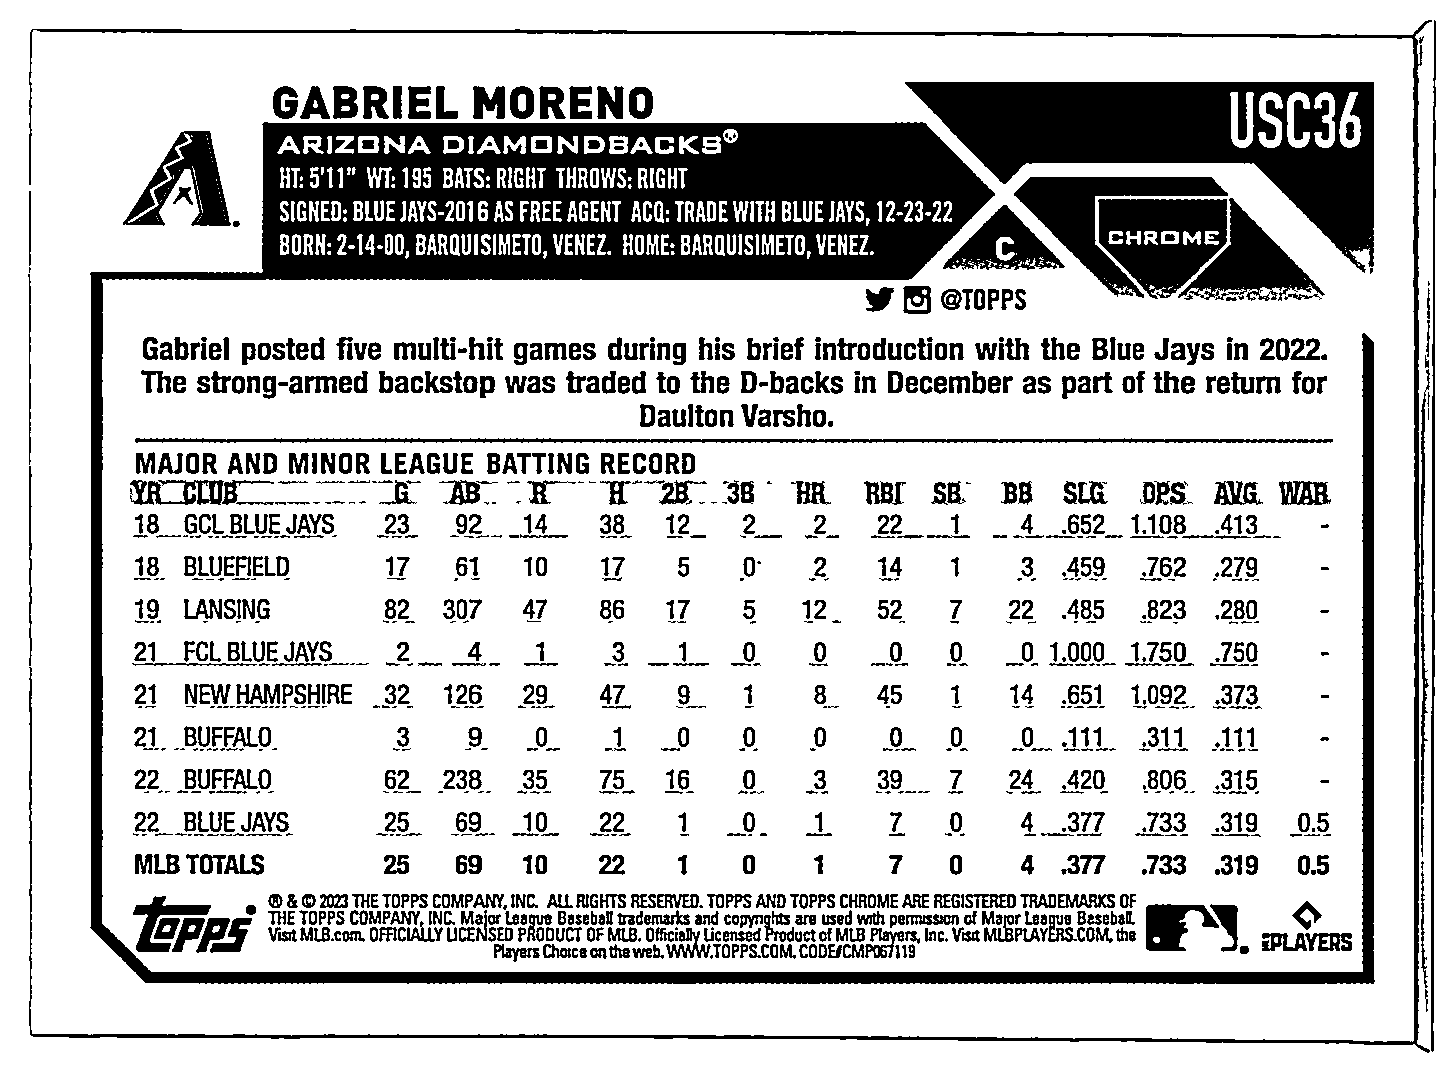 GABRIEL MORENO
USC36
ARIZONA DIAMONDBACKS®
HT: 5'11" WT: 195 BATS: RIGHT THROWS: RIGHT
SIGNED: BLUE JAYS-2016 AS FREE AGENT ACQ: TRADE WITH BLUE JAYS, 12-23-22
BORN: 2-14-00, BARQUISIMETO, VENEZ. HOME: BARQUISIMETO, VENEZ.
C
CHROME
@TOPPS
Gabriel posted five multi-hit games during his brief introduction with the Blue Jays in 2022.
The strong-armed backstop was traded to the D-backs in December as part of the return for
Daulton Varsho.
MAJOR AND MINOR LEAGUE BATTING RECORD
YR CLUB G AB R H 2B 3B HR RBI SB BB SLG OPS AVG WAR
18 GCL BLUE JAYS 23 92 14 38 12 2 2 22 1 4 .652 1.108 .413 -
18 BLUEFIELD 17 61 10 17 5 0 2 14 1 3 .459 .762 .279 -
19 LANSING 82 307 47 86 17 5 12 52 7 22 .485 .823 .280 -
21 FCL BLUE JAYS 2 4 1 3 1 0 0 0 0 0 1.000 1.750 .750 -
21 NEW HAMPSHIRE 32 126 29 47 9 1 8 45 1 14 .651 1.092 .373 -
21 BUFFALO 3 9 0 1 0 0 0 0 0 0 .111 .311 .111 -
22 BUFFALO 62 238 35 75 16 0 3 39 7 24 .420 .806 .315 -
22 BLUE JAYS 25 69 10 22 1 0 1 7 0 4 .377 .733 .319 0.5
MLB TOTALS 25 69 10 22 1 0 1 7 0 4 .377 .733 .319 0.5
topps
® & © 2023 THE TOPPS COMPANY, INC. ALL RIGHTS RESERVED. TOPPS AND TOPPS CHROME ARE REGISTERED TRADEMARKS OF
THE TOPPS COMPANY, INC. Major League Baseball trademarks and copyrights are used with permission of Major League Baseball.
Visit MLB.com. OFFICIALLY LICENSED PRODUCT OF MLB. Officially Licensed Product of MLB Players, Inc. Visit MLBPLAYERS.COM, the
Players Choice on the web. WWW.TOPPS.COM. CODE#CMP067119
PLAYERS